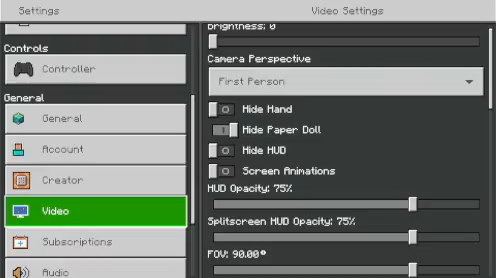 Settings
Video Settings
Controls
Controller
General
General
Account
Creator
Video
Subscriptions
Audio
Brightness: 0
Camera Perspective
First Person
Hide Hand
Hide Paper Doll
Hide HUD
Screen Animations
HUD Opacity: 75%
Splitscreen HUD Opacity: 75%
FOV: 90.00°